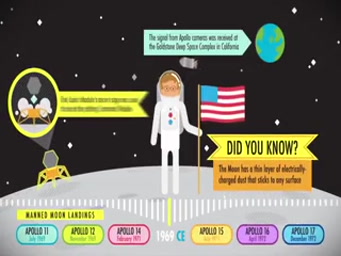 The signal from Apollo cameras was received at
the Goldstone Deep Space Complex in California
DID YOU KNOW?
The Moon has a thin layer of electrically-
charged dust that sticks to any surface
MANNED MOON LANDINGS
APOLLO 11
July 1969
APOLLO 12
November 1969
APOLLO 14
February 1971
1969 CE
APOLLO 15
July 1971
APOLLO 16
April 1972
APOLLO 17
December 1972